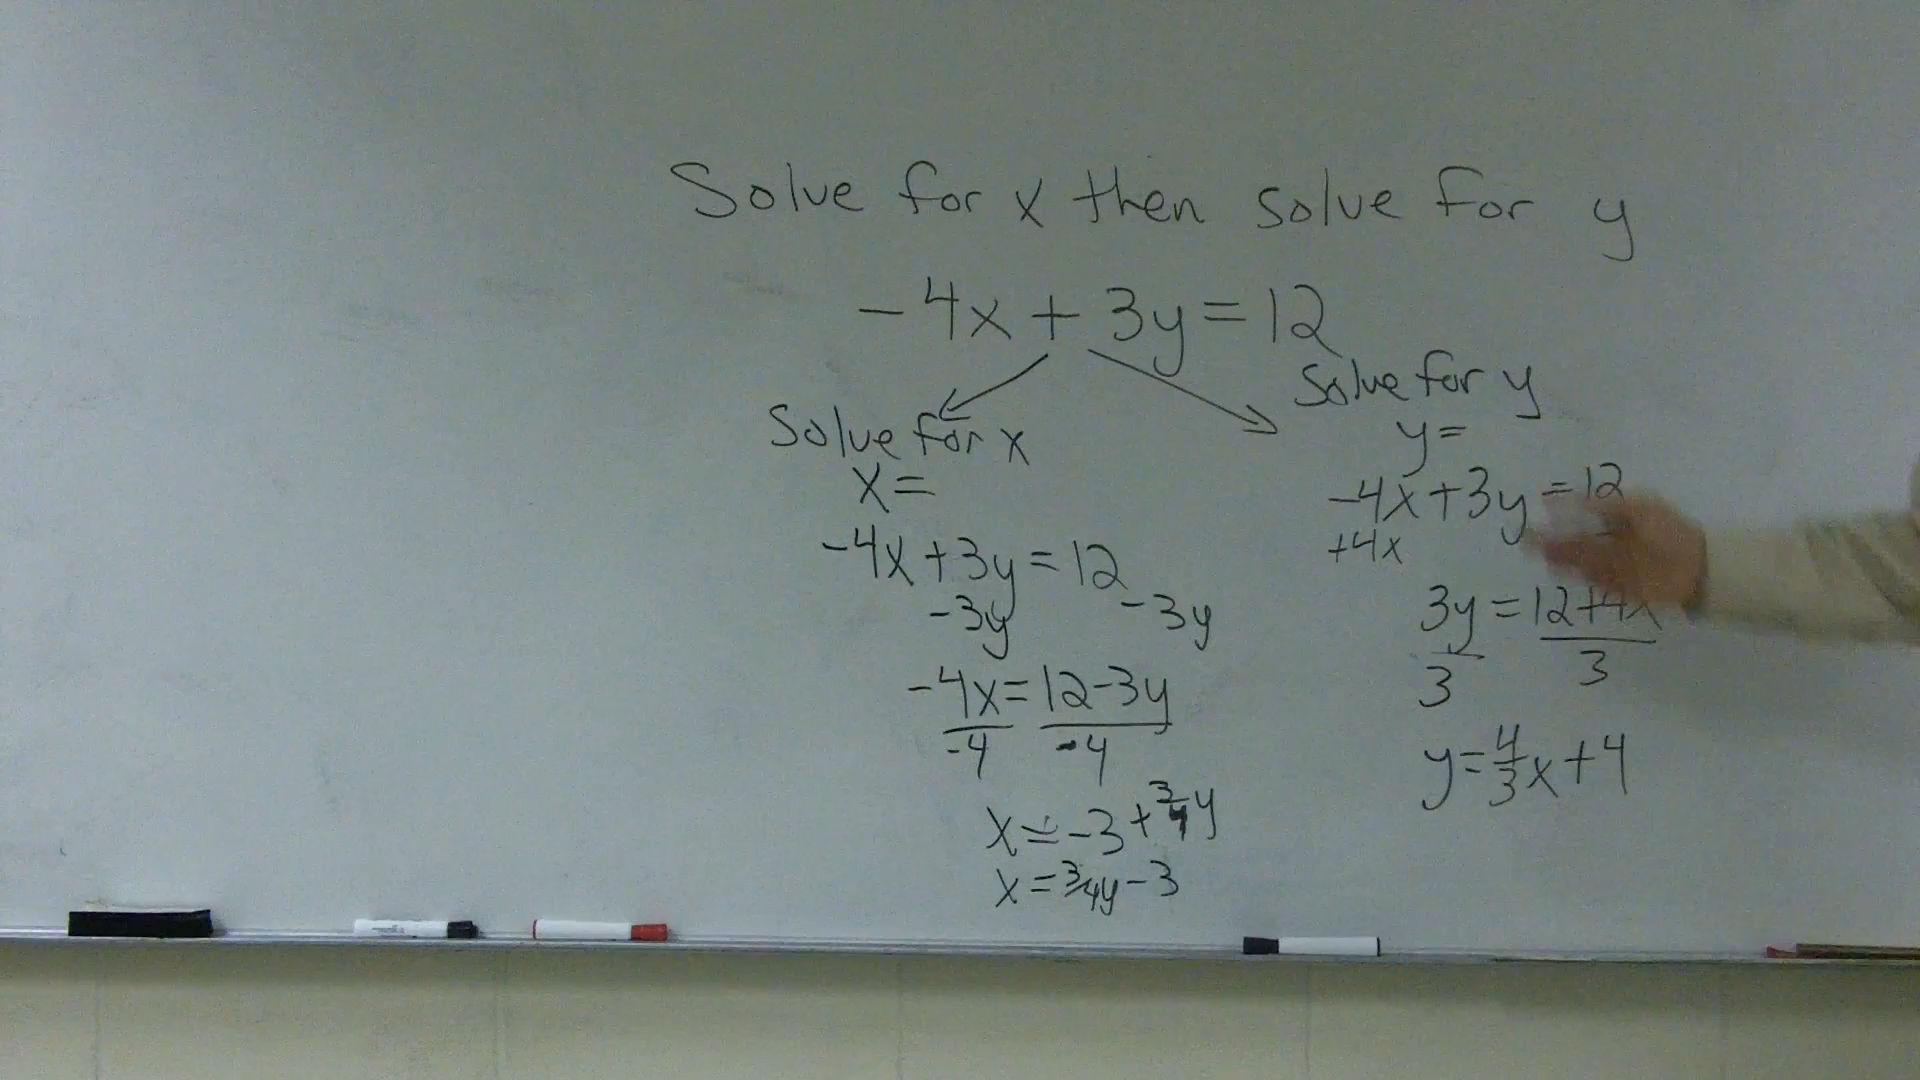 Solve for x then solve for y
-4x + 3y = 12
Solve for x
x =
-4x + 3y = 12
-3y -3y
-4x = 12 - 3y
-4 -4
x = -3 + 3/4 y
x = 3/4 y - 3
Solve for y
y =
-4x + 3y = 12
+4x
3y = 12 + 4x
3 3
y = 4/3 x + 4